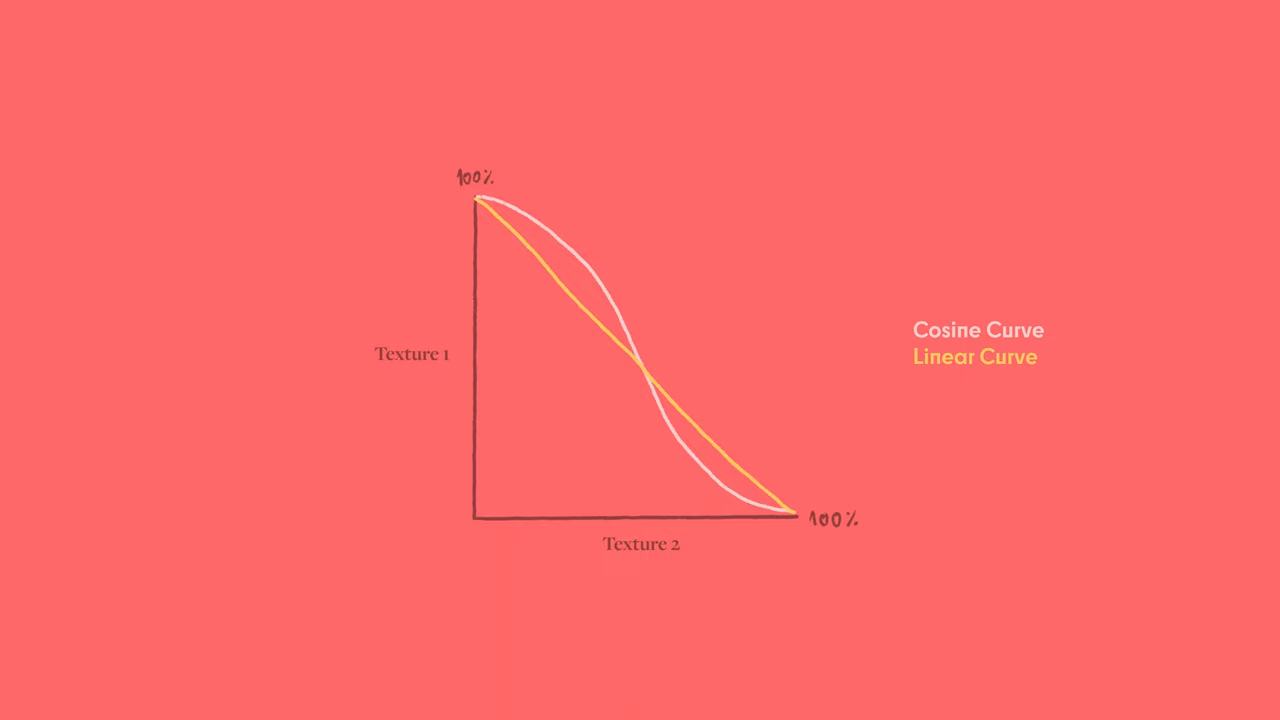 100%
Texture 1
Cosine Curve
Linear Curve
100%
Texture 2